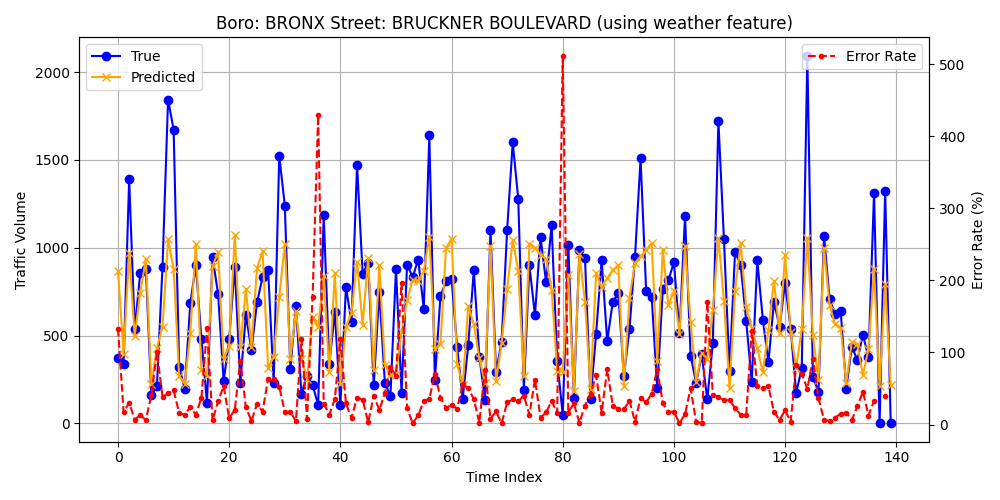 Boro: BRONX Street: BRUCKNER BOULEVARD (using weather feature)
True
Predicted
Error Rate
Traffic Volume
2000
1500
1000
500
0
500
400
300
200
100
0
Error Rate (%)
0 20 40 60 80 100 120 140
Time Index